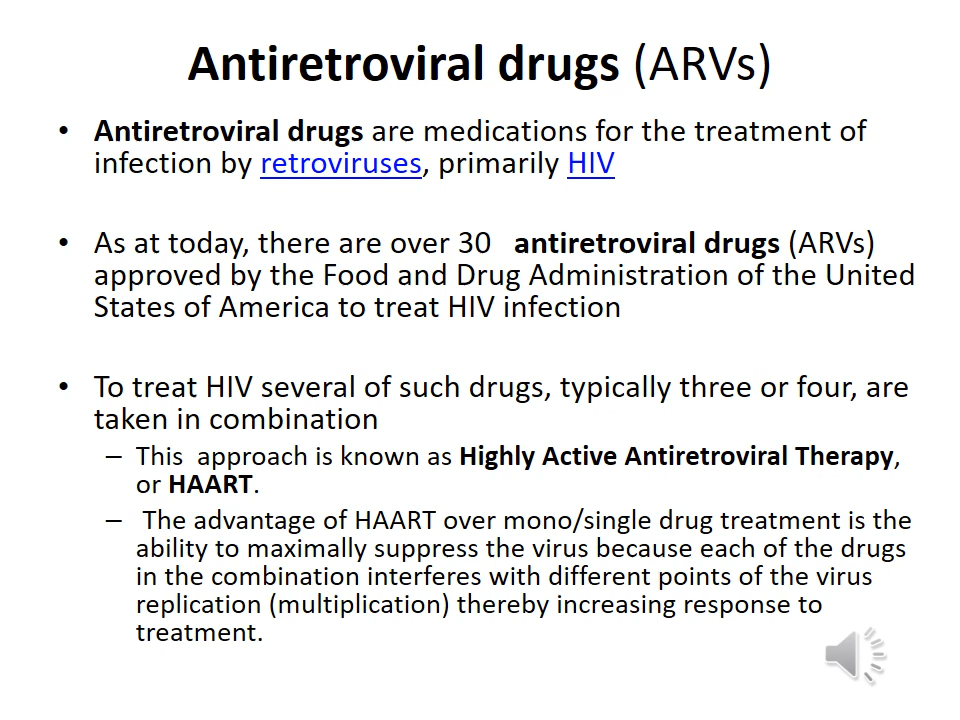 Antiretroviral drugs (ARVs)
• Antiretroviral drugs are medications for the treatment of
infection by retroviruses, primarily HIV
• As at today, there are over 30   antiretroviral drugs (ARVs)
approved by the Food and Drug Administration of the United
States of America to treat HIV infection
• To treat HIV several of such drugs, typically three or four, are
taken in combination
– This  approach is known as Highly Active Antiretroviral Therapy,
or HAART.
–  The advantage of HAART over mono/single drug treatment is the
ability to maximally suppress the virus because each of the drugs
in the combination interferes with different points of the virus
replication (multiplication) thereby increasing response to
treatment.